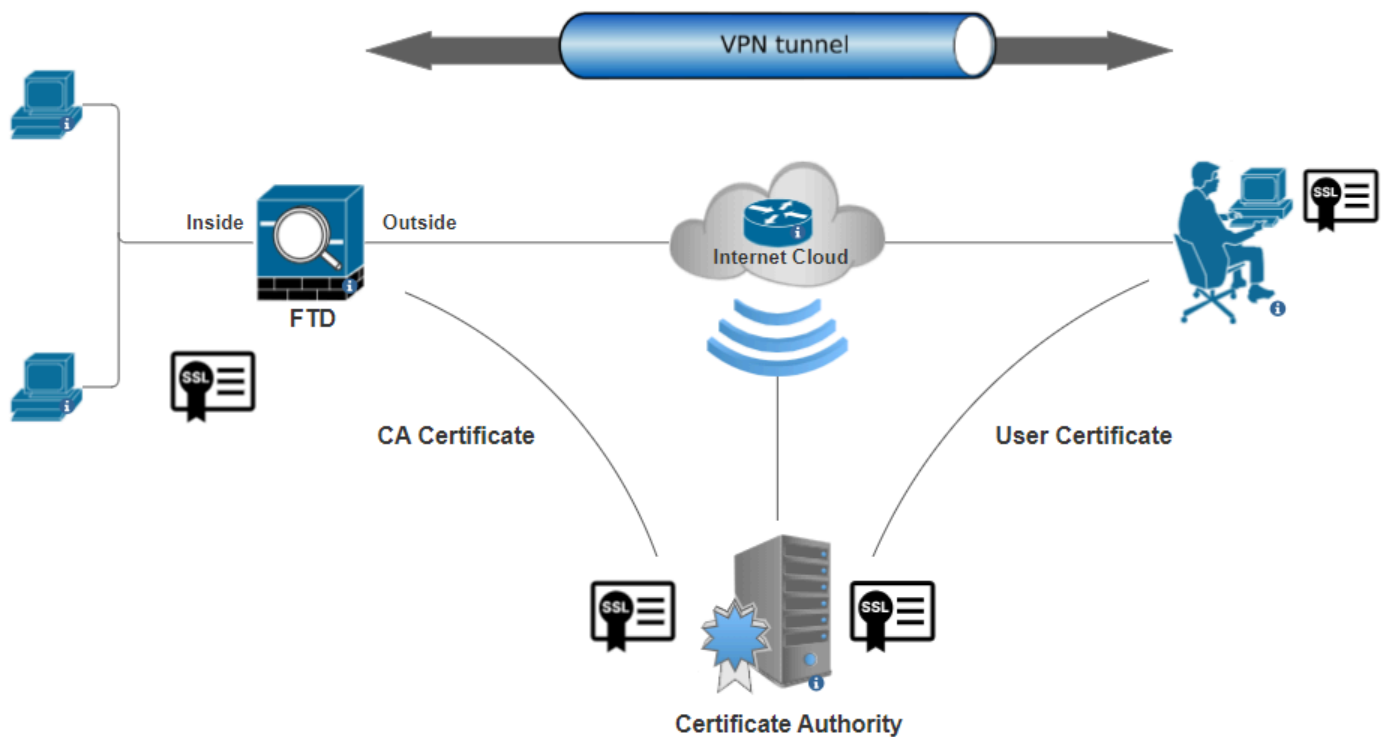 VPN tunnel
Inside
Outside
Internet Cloud
FTD
SSL
SSL
CA Certificate
User Certificate
SSL
SSL
Certificate Authority